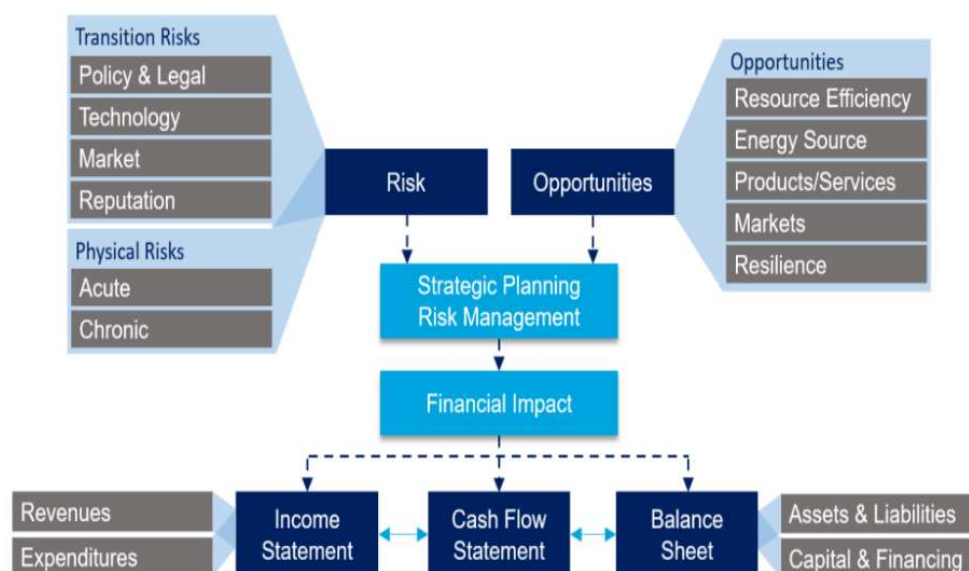 Transition Risks
Policy & Legal
Technology
Market
Reputation
Physical Risks
Acute
Chronic
Risk
Opportunities
Opportunities
Resource Efficiency
Energy Source
Products/Services
Markets
Resilience
Strategic Planning
Risk Management
Financial Impact
Revenues
Expenditures
Income
Statement
Cash Flow
Statement
Balance
Sheet
Assets & Liabilities
Capital & Financing